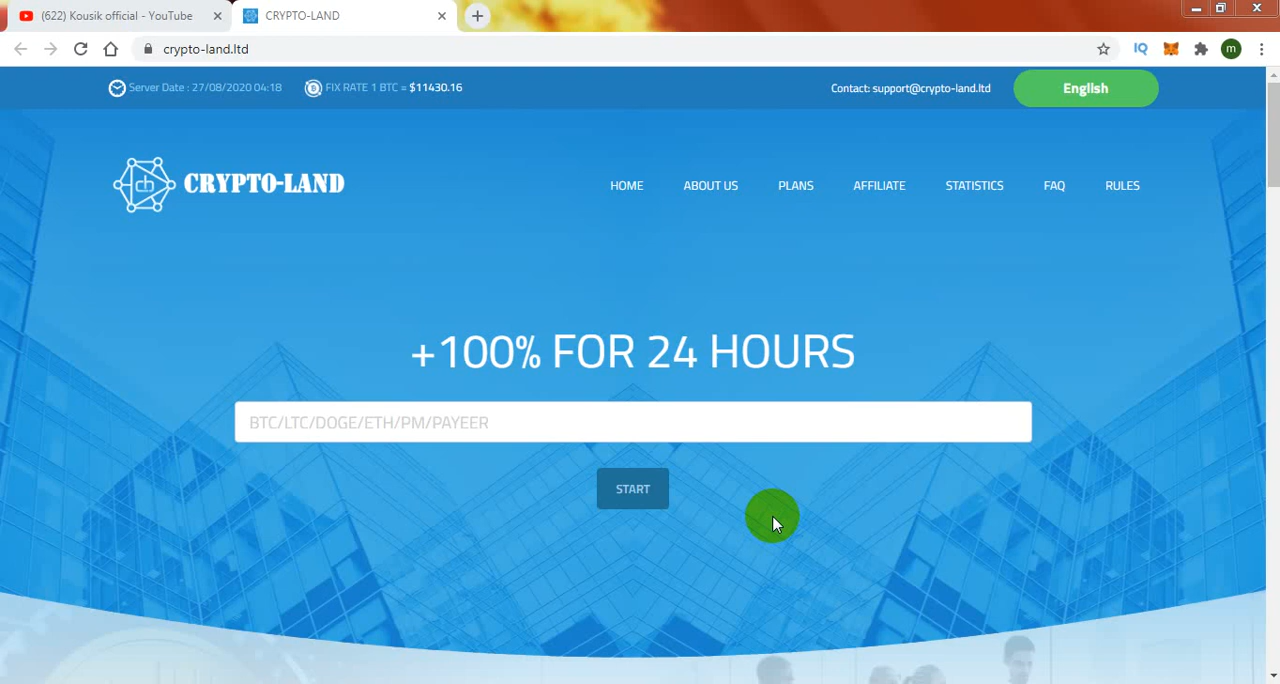 (622) Kousik official - YouTube
CRYPTO-LAND
crypto-land.ltd
IQ
m
Server Date : 27/08/2020 04:18
FIX RATE 1 BTC = $11430.16
Contact: support@crypto-land.ltd
English
cb
CRYPTO-LAND
HOME
ABOUT US
PLANS
AFFILIATE
STATISTICS
FAQ
RULES
+100% FOR 24 HOURS
BTC/LTC/DOGE/ETH/PM/PAYEER
START